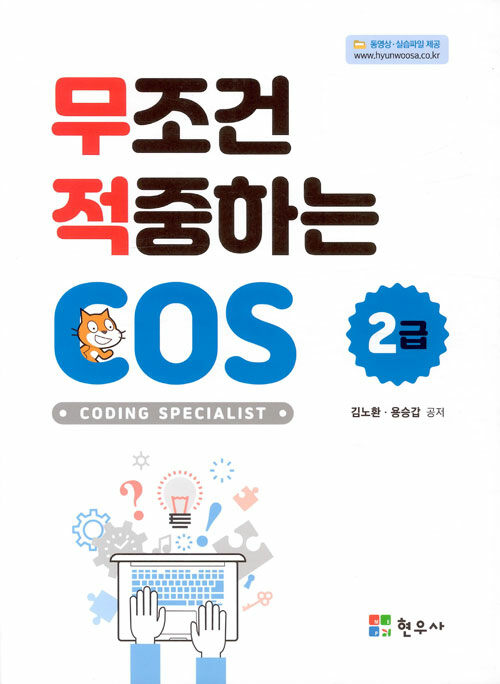 동영상·실습파일 제공
www.hyunwoosa.co.kr
무조건
적중하는
COS 2급
• CODING SPECIALIST •
김노환·용승갑 공저
현우사